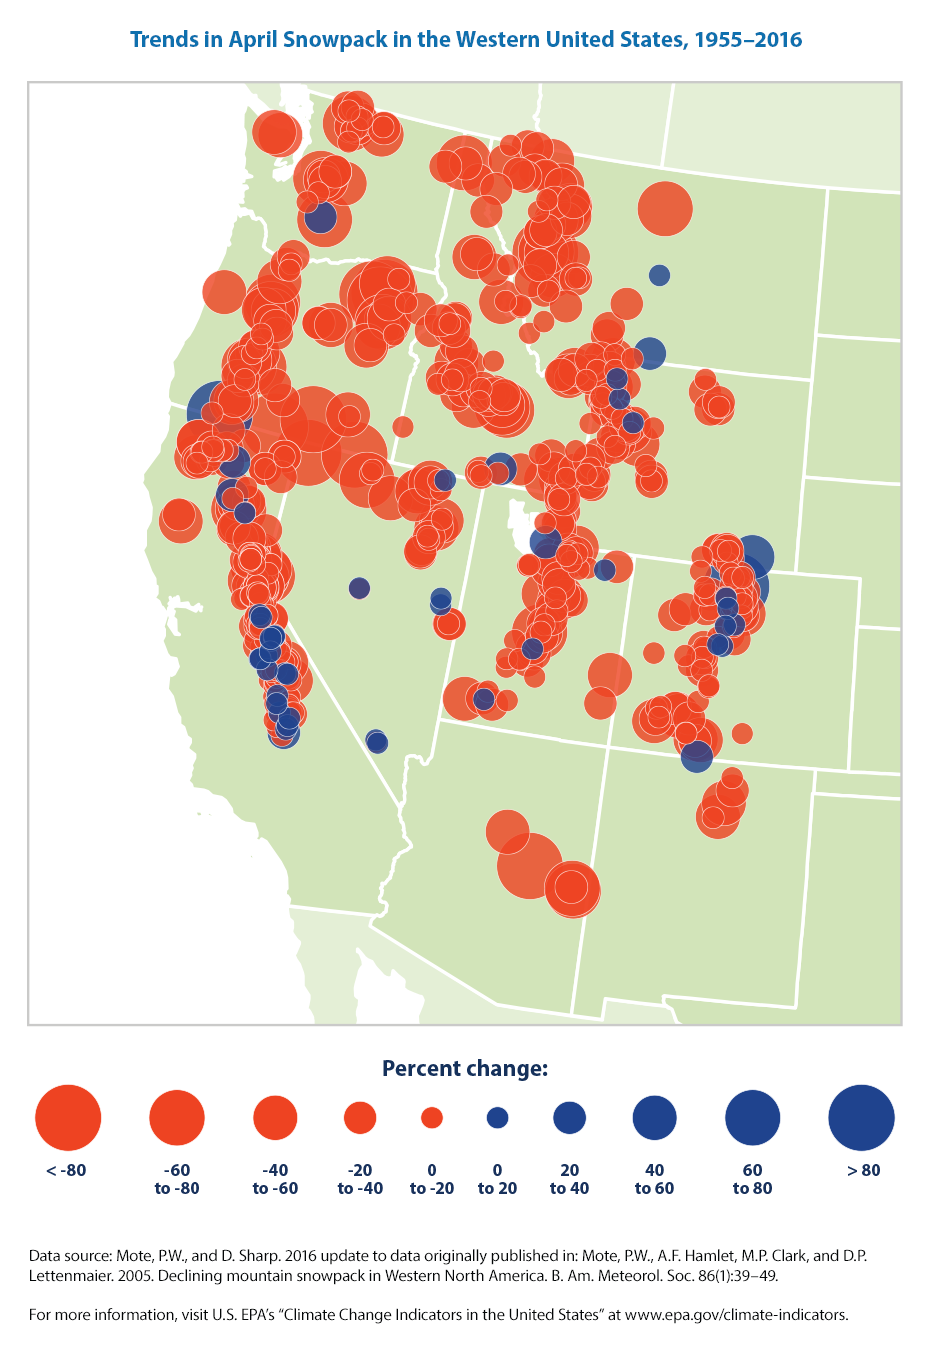 Trends in April Snowpack in the Western United States, 1955–2016
Percent change:
< -80
-60 to -80
-40 to -60
-20 to -40
0 to -20
0 to 20
20 to 40
40 to 60
60 to 80
> 80
Data source: Mote, P.W., and D. Sharp. 2016 update to data originally published in: Mote, P.W., A.F. Hamlet, M.P. Clark, and D.P.
Lettenmaier. 2005. Declining mountain snowpack in Western North America. B. Am. Meteorol. Soc. 86(1):39–49.
For more information, visit U.S. EPA’s “Climate Change Indicators in the United States” at www.epa.gov/climate-indicators.